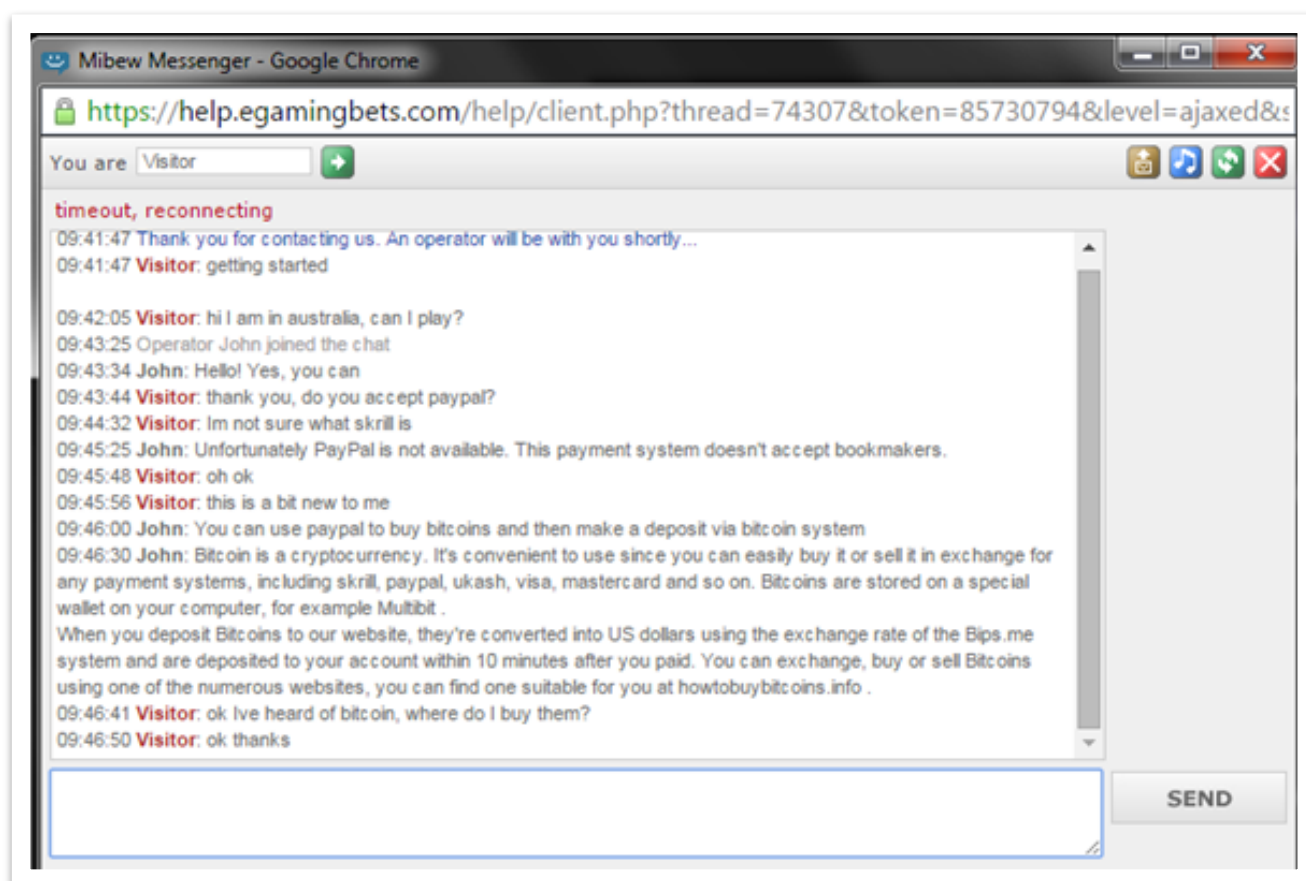 Mibew Messenger - Google Chrome
https://help.egamingbets.com/help/client.php?thread=74307&token=85730794&level=ajaxed&s
You are Visitor
timeout, reconnecting
09:41:47 Thank you for contacting us. An operator will be with you shortly...
09:41:47 Visitor: getting started
09:42:05 Visitor: hi I am in australia, can I play?
09:43:25 Operator John joined the chat
09:43:34 John: Hello! Yes, you can
09:43:44 Visitor: thank you, do you accept paypal?
09:44:32 Visitor: Im not sure what skrill is
09:45:25 John: Unfortunately PayPal is not available. This payment system doesn't accept bookmakers.
09:45:48 Visitor: oh ok
09:45:56 Visitor: this is a bit new to me
09:46:00 John: You can use paypal to buy bitcoins and then make a deposit via bitcoin system
09:46:30 John: Bitcoin is a cryptocurrency. It's convenient to use since you can easily buy it or sell it in exchange for
any payment systems, including skrill, paypal, ukash, visa, mastercard and so on. Bitcoins are stored on a special
wallet on your computer, for example Multibit .
When you deposit Bitcoins to our website, they're converted into US dollars using the exchange rate of the Bips.me
system and are deposited to your account within 10 minutes after you paid. You can exchange, buy or sell Bitcoins
using one of the numerous websites, you can find one suitable for you at howtobuybitcoins.info .
09:46:41 Visitor: ok Ive heard of bitcoin, where do I buy them?
09:46:50 Visitor: ok thanks
SEND